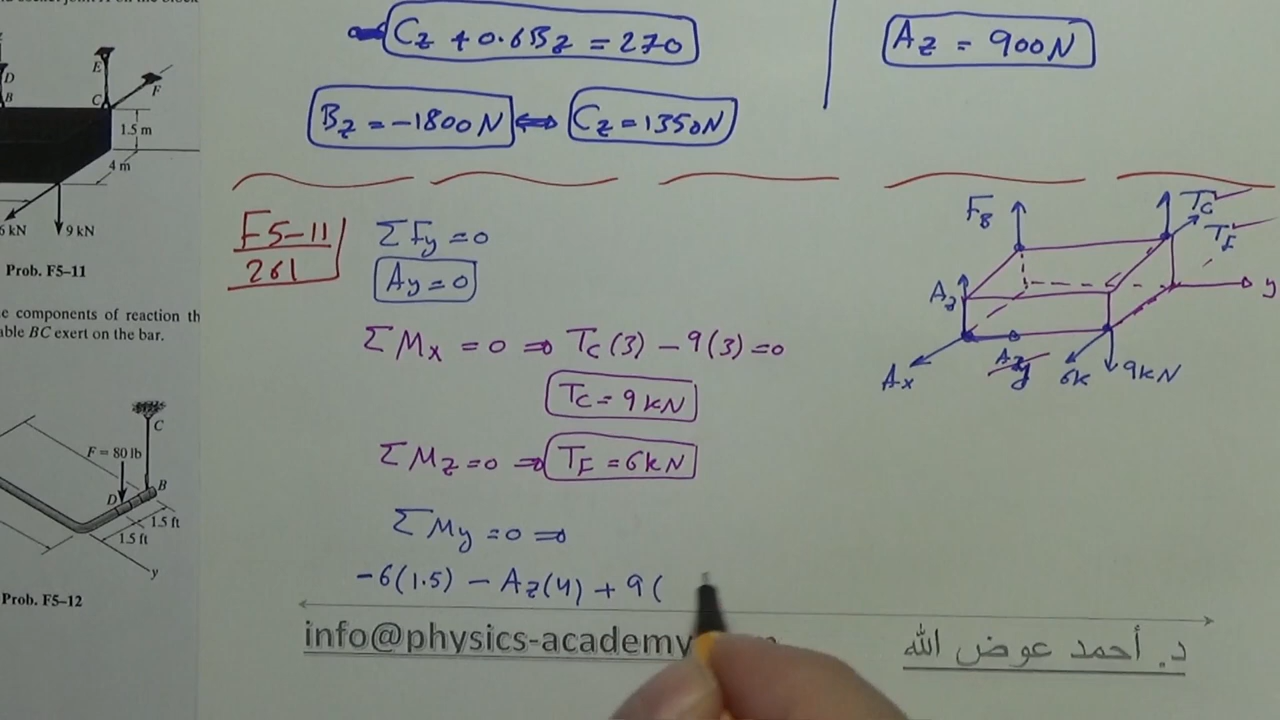 Cz + 0.6Bz = 270
Az = 900N
Bz = -1800N ⇔ Cz = 1350N
E
D
B
C
F
1.5 m
4 m
6 kN
9 kN
Prob. F5-11
F5-11
261
ΣFy = 0
Ay = 0
ΣMx = 0 ⇒ Tc(3) - 9(3) = 0
Tc = 9 kN
ΣMz = 0 ⇒ TF = 6kN
ΣMy = 0 ⇒
-6(1.5) - Az(4) + 9(
FB
Tc
TF
y
Az
Ax
6k
9kN
e components of reaction th
able BC exert on the bar.
C
F = 80 lb
D
B
1.5 ft
1.5 ft
y
Prob. F5-12
info@physics-academy
د. أحمد عوض الله